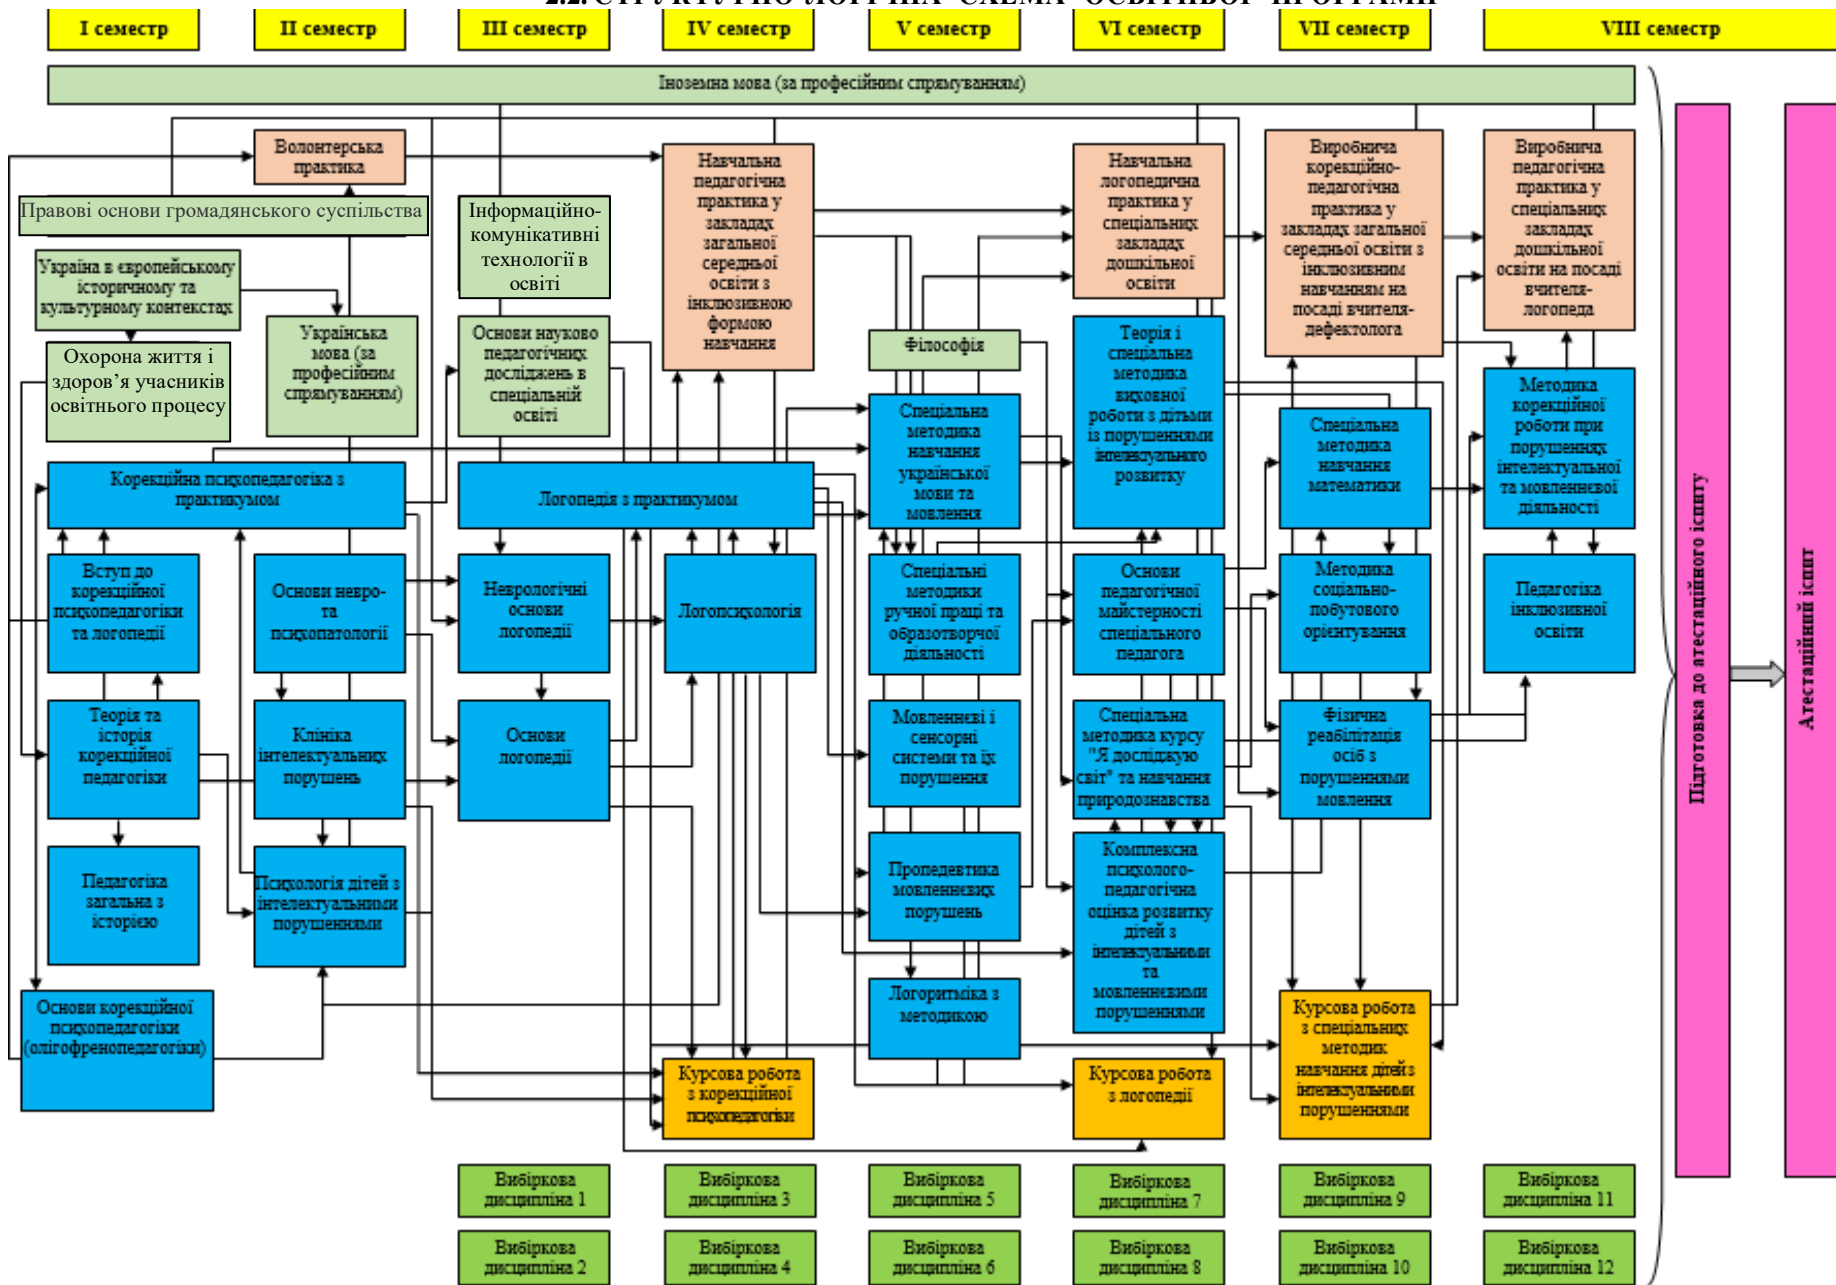 2.2. СТРУКТУРНО-ЛОГІЧНА СХЕМА ОСВІТНЬОЇ ПРОГРАМИ
I семестр
II семестр
III семестр
IV семестр
V семестр
VI семестр
VII семестр
VIII семестр
Іноземна мова (за професійним спрямуванням)
Волонтерська
практика
Навчальна
педагогічна
практика у
закладах
загальної
середньої
освіти з
інклюзивною
формою
навчання
Навчальна
логопедична
практика у
спеціальних
закладах
дошкільної
освіти
Виробнича
корекційно-
педагогічна
практика у
закладах загальної
середньої освіти з
інклюзивним
навчанням на
посаді вчителя-
дефектолога
Виробнича
педагогічна
практика у
спеціальних
закладах
дошкільної
освіти на посаді
вчителя-
логопеда
Правові основи громадянського суспільства
Інформаційно-
комунікативні
технології в
освіті
Україна в європейському
історичному та
культурному контекстах
Українська
мова (за
професійним
спрямуванням)
Основи науково
педагогічних
досліджень в
спеціальній
освіті
Філософія
Теорія і
спеціальна
методика
виховної
роботи з дітьми
із порушеннями
інтелектуального
розвитку
Охорона життя і
здоров’я учасників
освітнього процесу
Методика
корекційної
роботи при
порушеннях
інтелектуальної
та мовленнєвої
діяльності
Спеціальна
методика
навчання
української
мови та
мовлення
Спеціальна
методика
навчання
математики
Корекційна психопедагогіка з
практикумом
Логопедія з практикумом
Вступ до
корекційної
психопедагогіки
та логопедії
Основи невро-
та
психопатології
Неврологічні
основи
логопедії
Логопсихологія
Спеціальні
методики
ручної праці та
образотворчої
діяльності
Основи
педагогічної
майстерності
спеціального
педагога
Методика
соціально-
побутового
орієнтування
Педагогіка
інклюзивної
освіти
Теорія та
історія
корекційної
педагогіки
Клініка
інтелектуальних
порушень
Основи
логопедії
Мовленнєві і
сенсорні
системи та їх
порушення
Спеціальна
методика курсу
"Я досліджую
світ" та навчання
природознавства
Фізична
реабілітація
осіб з
порушеннями
мовлення
Педагогіка
загальна з
історією
Психологія дітей з
інтелектуальними
порушеннями
Пропедевтика
мовленнєвих
порушень
Комплексна
психолого-
педагогічна
оцінка розвитку
дітей з
інтелектуальними
та
мовленнєвими
порушеннями
Основи корекційної
психопедагогіки
(олігофренопедагогіки)
Логоритміка з
методикою
Курсова робота
з спеціальних
методик
навчання дітей з
інтелектуальними
порушеннями
Курсова робота
з корекційної
психопедагогіки
Курсова робота
з логопедії
Підготовка до атестаційного іспиту
Атестаційний іспит
Вибіркова
дисципліна 1
Вибіркова
дисципліна 3
Вибіркова
дисципліна 5
Вибіркова
дисципліна 7
Вибіркова
дисципліна 9
Вибіркова
дисципліна 11
Вибіркова
дисципліна 2
Вибіркова
дисципліна 4
Вибіркова
дисципліна 6
Вибіркова
дисципліна 8
Вибіркова
дисципліна 10
Вибіркова
дисципліна 12